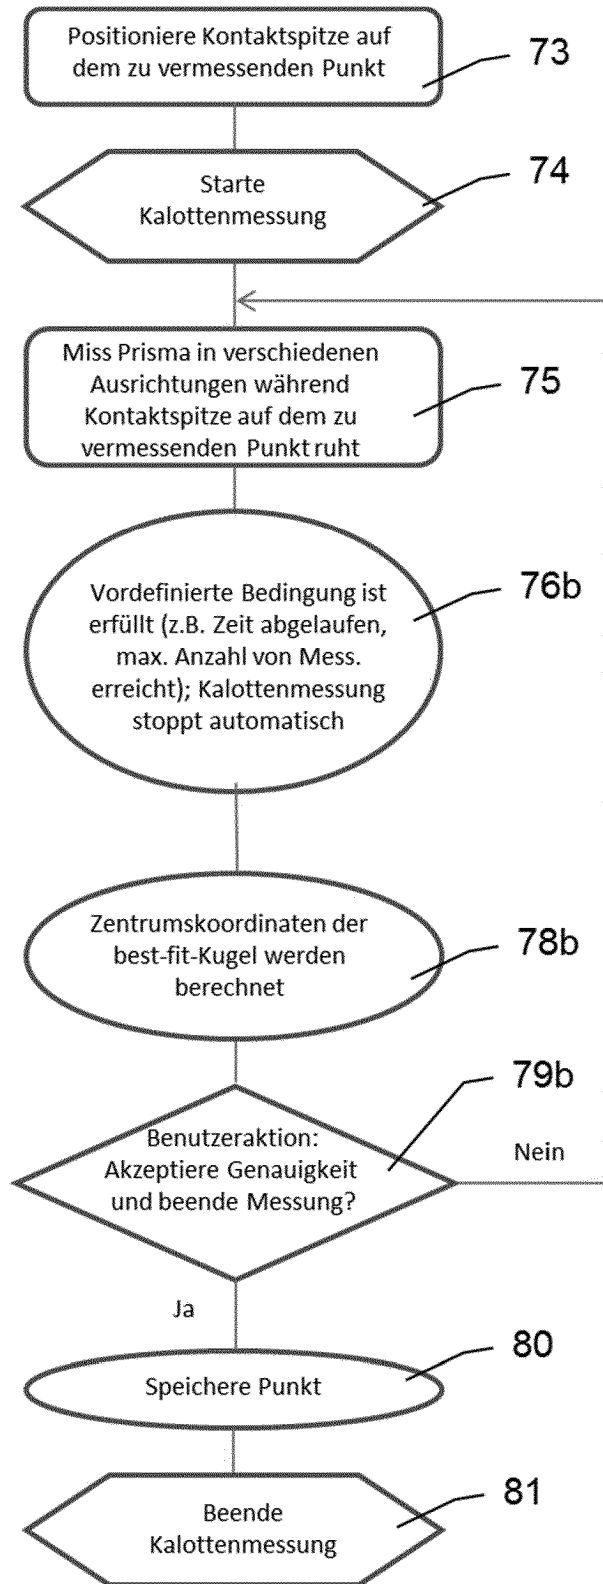 Positioniere Kontaktspitze auf
dem zu vermessenden Punkt
73
Starte
Kalottenmessung
74
Miss Prisma in verschiedenen
Ausrichtungen während
Kontaktspitze auf dem zu
vermessenden Punkt ruht
75
Vordefinierte Bedingung ist
erfüllt (z.B. Zeit abgelaufen,
max. Anzahl von Mess.
erreicht); Kalottenmessung
stoppt automatisch
76b
Zentrumskoordinaten der
best-fit-Kugel werden
berechnet
78b
Benutzeraktion:
Akzeptiere Genauigkeit
und beende Messung?
79b
Nein
Ja
Speichere Punkt
80
Beende
Kalottenmessung
81